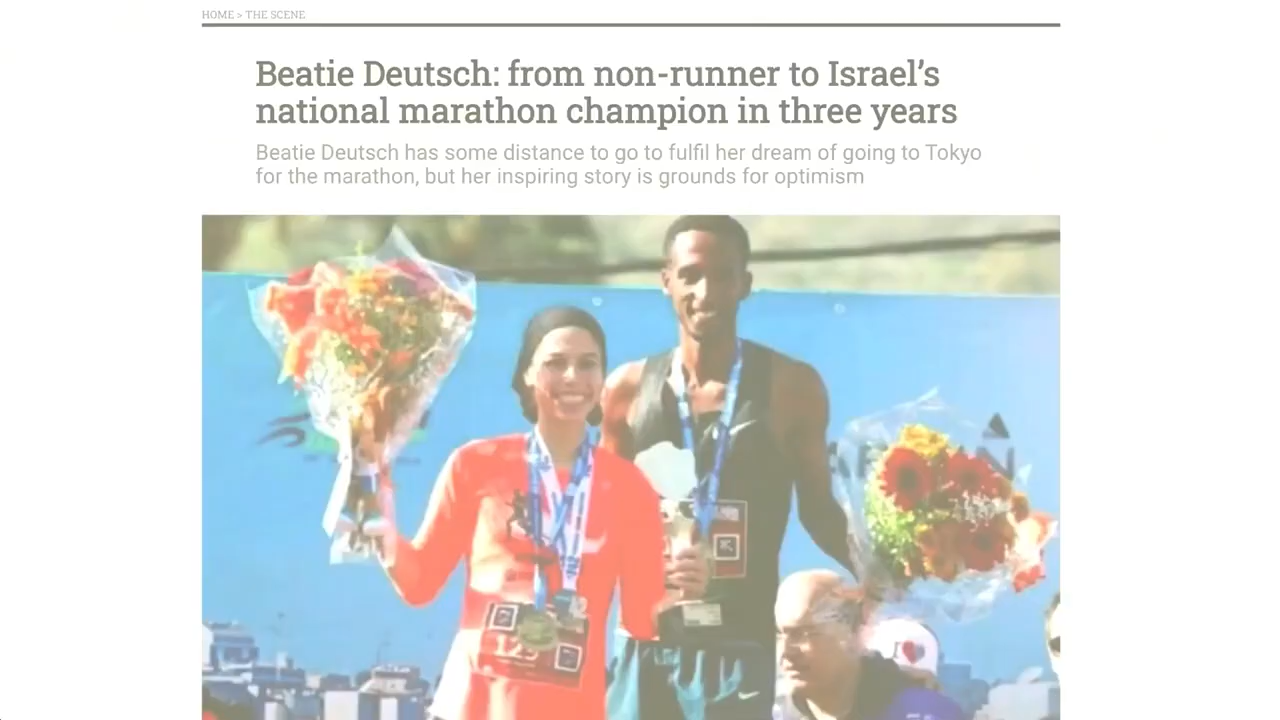 HOME > THE SCENE
Beatie Deutsch: from non-runner to Israel’s
national marathon champion in three years
Beatie Deutsch has some distance to go to fulfil her dream of going to Tokyo
for the marathon, but her inspiring story is grounds for optimism